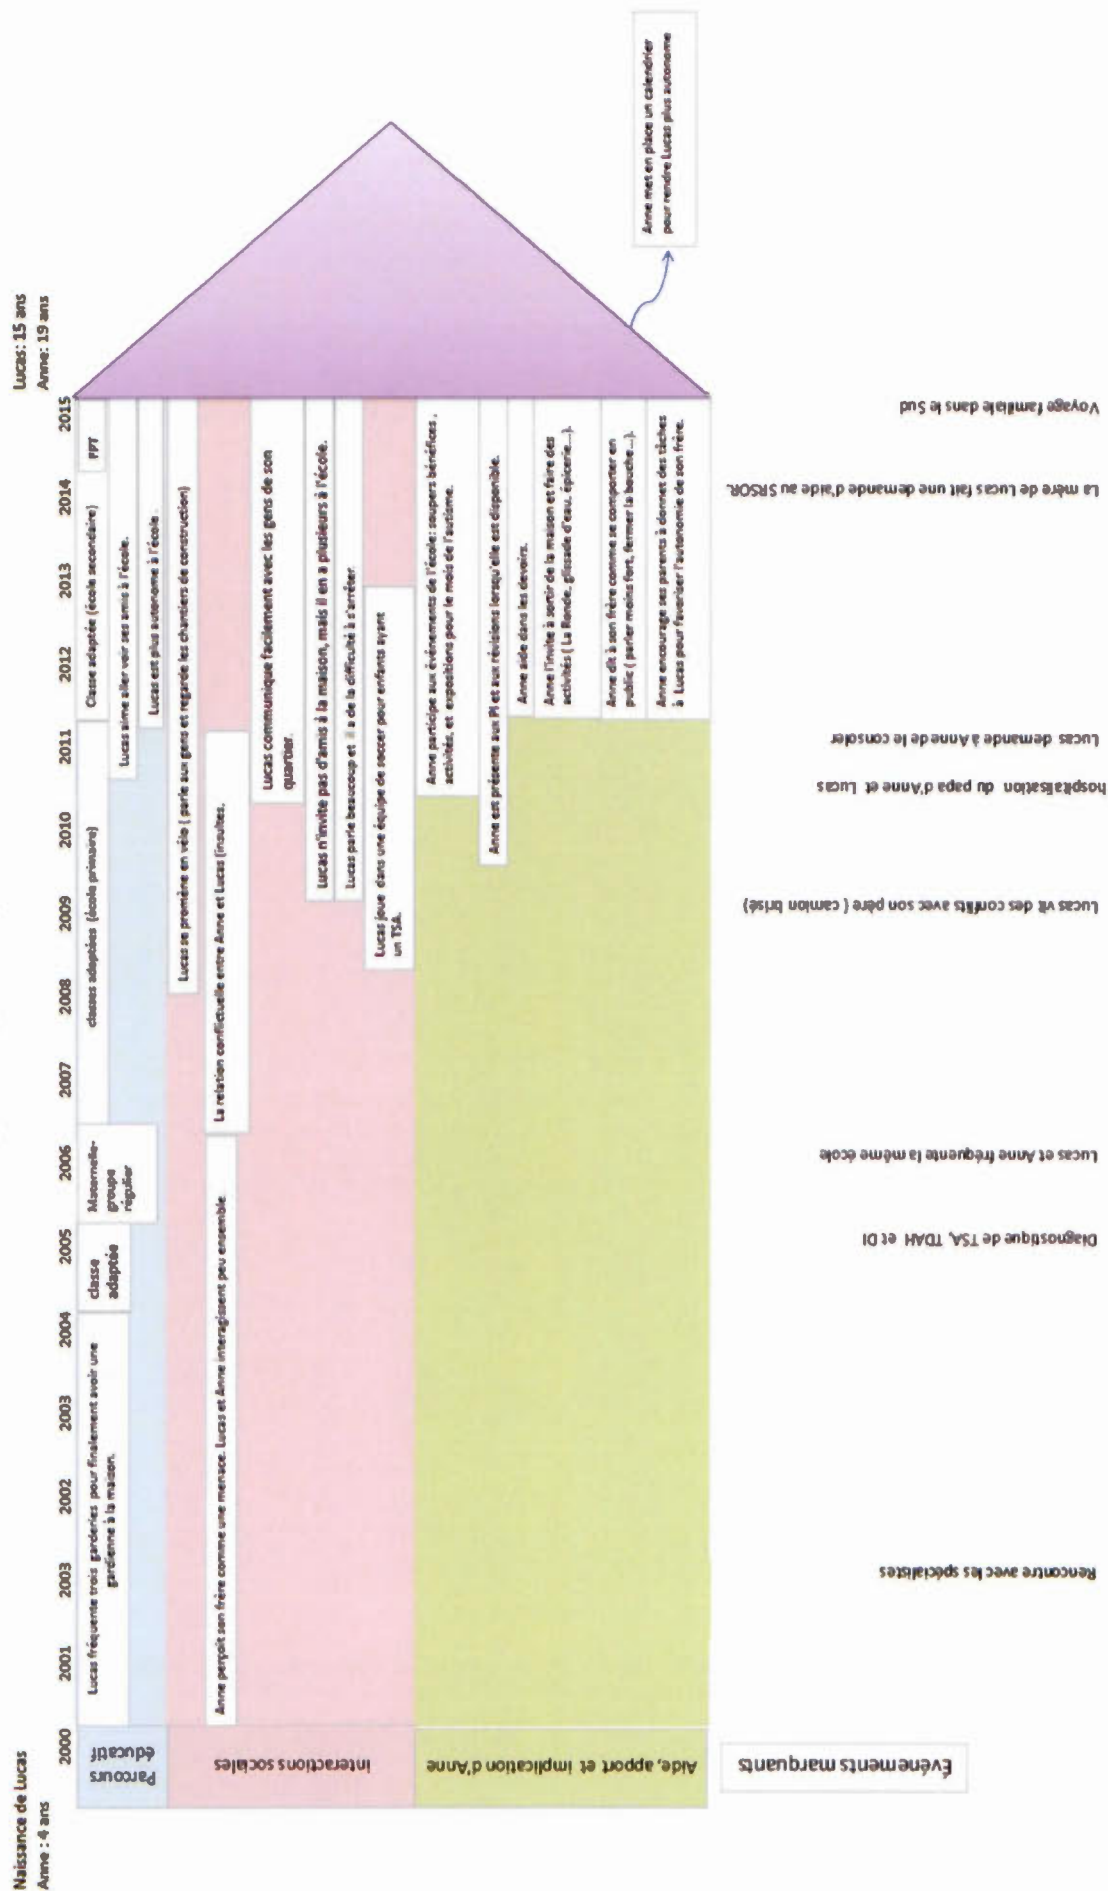 Naissance de Lucas
Anne : 4 ans
Lucas: 15 ans
Anne: 19 ans
2000 2001 2003 2002 2003 2004 2005 2006 2007 2008 2009 2010 2011 2012 2013 2014 2015
Parcours
éducatif
Lucas fréquente trois garderies pour finalement avoir une
gardienne à la maison.
classe
adaptée
Maternelle-
groupe
régulier
classes adaptées (école primaire)
Classe adaptée (école secondaire)
FPT
Lucas aime aller voir ses amis à l'école.
Lucas est plus autonome à l'école.
Interactions sociales
Lucas se promène en vélo ( parle aux gens et regarde les chantiers de construction)
Anne perçoit son frère comme une menace. Lucas et Anne interagissent peu ensemble.
La relation conflictuelle entre Anne et Lucas (insultes.
Lucas communique facilement avec les gens de son
quartier.
Lucas n'invite pas d'amis à la maison, mais il en a plusieurs à l'école.
Lucas parle beaucoup et il a de la difficulté à s'arrêter.
Lucas joue dans une équipe de soccer pour enfants ayant
un TSA.
Aide, apport et implication d'Anne
Anne participe aux événements de l'école: soupers bénéfices ,
activités, et expositions pour le mois de l'autisme.
Anne est présente aux PI et aux révisions lorsqu'elle est disponible.
Anne aide dans les devoirs.
Anne l'invite à sortir de la maison et faire des
activités ( La Ronde, glissade d'eau, épicerie...).
Anne dit à son frère comme se comporter en
public ( parler moins fort, fermer la bouche...).
Anne encourage ses parents à donnet des tâches
à Lucas pour favoriser l'autonomie de son frère.
Anne met en place un calendrier
pour rendre Lucas plus autonome
Événements marquants
Rencontre avec les spécialistes
Diagnostique de TSA, TDAH et DI
Lucas et Anne fréquente la même école
Lucas vit des conflits avec son père ( camion brisé)
hospitalisation du papa d'Anne et Lucas
Lucas demande à Anne de le consoler
La mère de Lucas fait une demande d'aide au SRSOR.
Voyage familiale dans le Sud